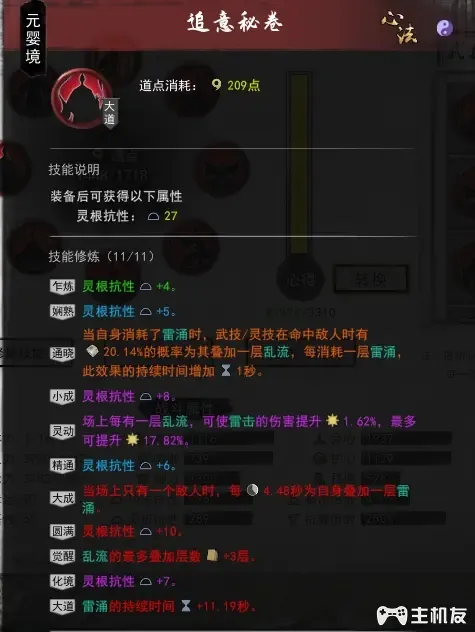 元婴境
追意秘卷
心法
大道
道点消耗: 209点
技能说明
装备后可获得以下属性
灵根抗性: 27
技能修炼 (11/11)
乍炼 灵根抗性 +4。
娴熟 灵根抗性 +5。
通晓 当自身消耗了雷涌时,武技/灵技在命中敌人时有
20.14%的概率为其叠加一层乱流,每消耗一层雷涌,
此效果的持续时间增加 1秒。
小成 灵根抗性 +8。
灵动 场上每有一层乱流,可使雷击的伤害提升 1.62%,最多
可提升 17.82%。
精通 灵根抗性 +6。
大成 当场上只有一个敌人时,每 4.48秒为自身叠加一层雷
涌。
圆满 灵根抗性 +10。
觉醒 乱流的最多叠加层数 +3层。
化境 灵根抗性 +7。
大道 雷涌的持续时间 +11.19秒。
主机友